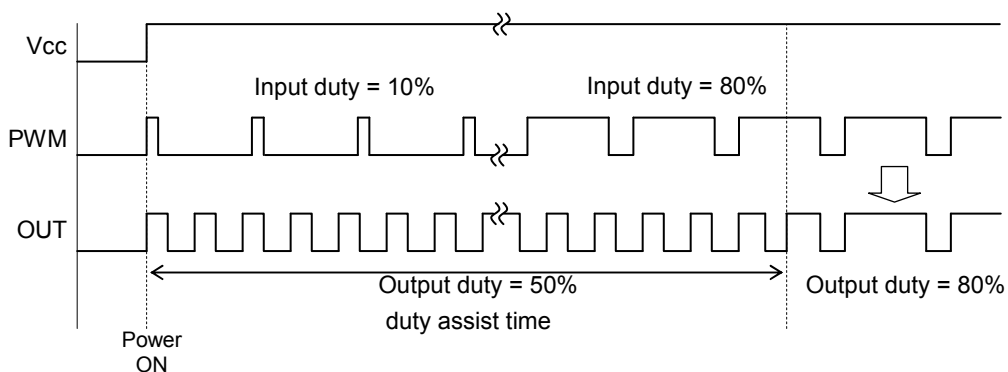 Vcc
Input duty = 10%
Input duty = 80%
PWM
OUT
Output duty = 50%
Output duty = 80%
duty assist time
Power
ON